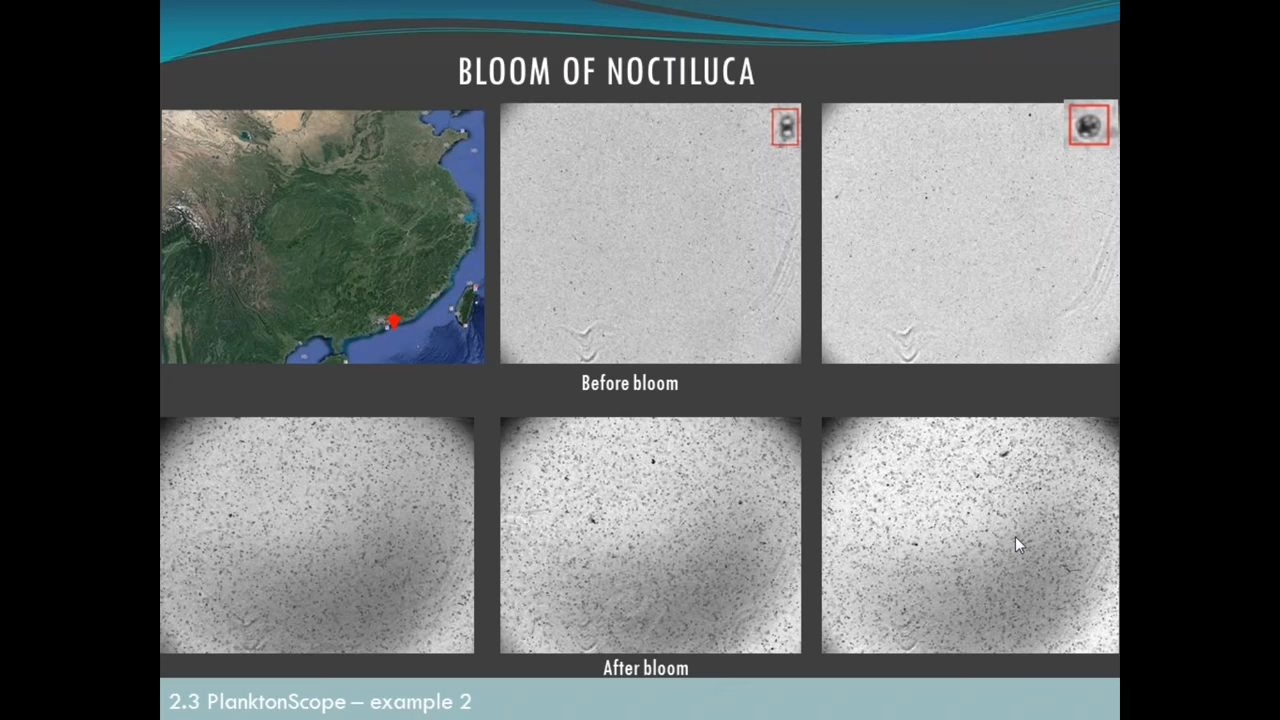 BLOOM OF NOCTILUCA
Before bloom
After bloom
2.3 PlanktonScope – example 2